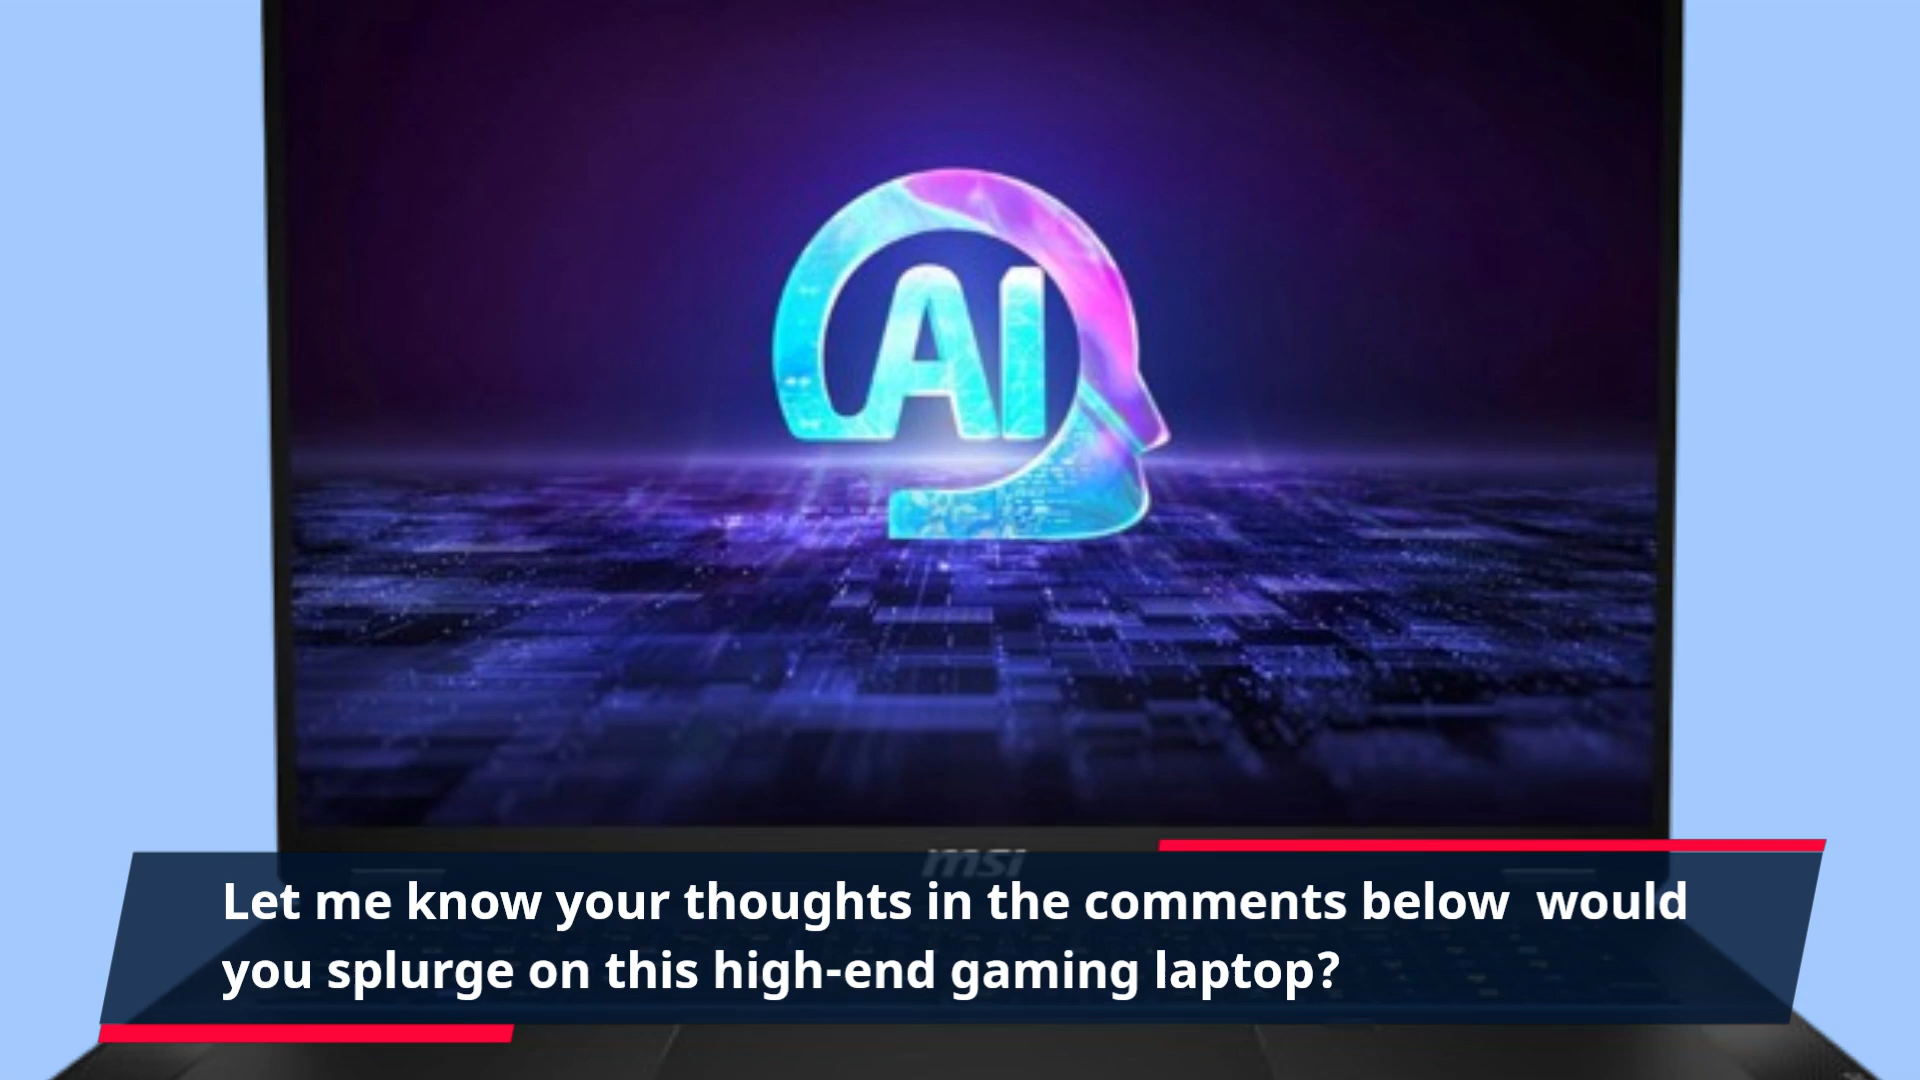 AI
msi
Let me know your thoughts in the comments below  would
you splurge on this high-end gaming laptop?